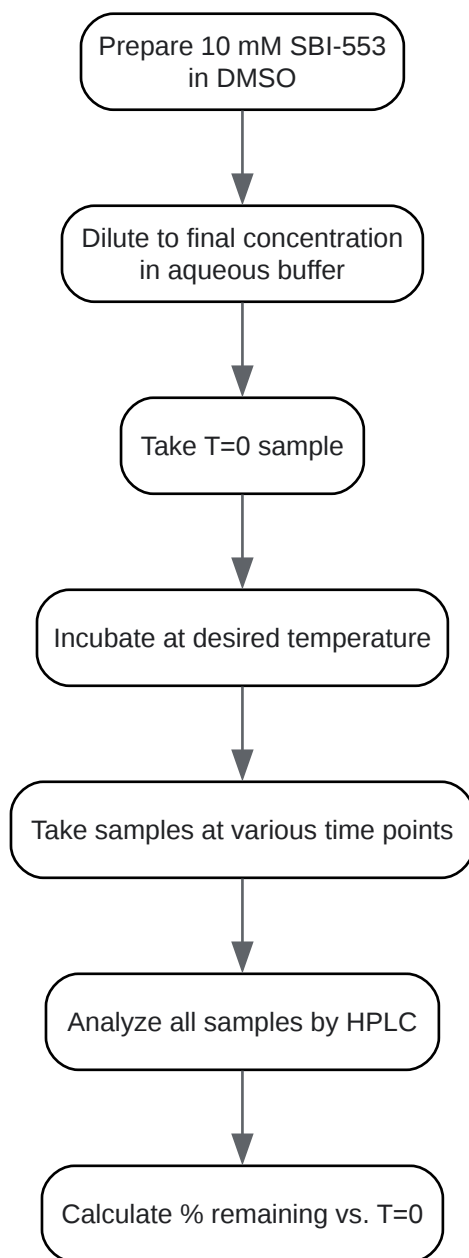 Prepare 10 mM SBI-553
in DMSO
Dilute to final concentration
in aqueous buffer
Take T=0 sample
Incubate at desired temperature
Take samples at various time points
Analyze all samples by HPLC
Calculate % remaining vs. T=0